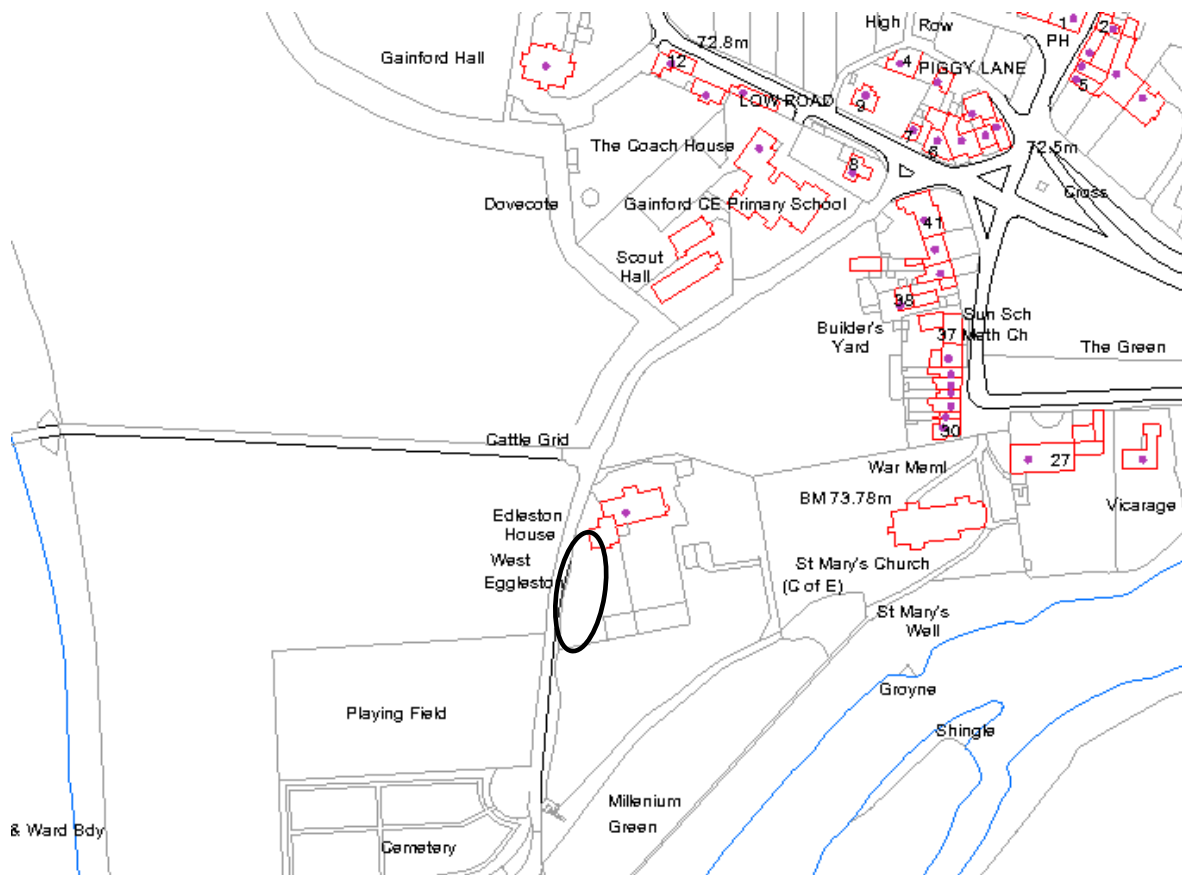 High
Row
1
2
PH
72.8m
Gainford Hall
12
4
PIGGY LANE
5
LOW ROAD
9
7
6
72.5m
The Coach House
8
Cross
Dovecote
Gainford CE Primary School
41
Scout
Hall
38
Sun Sch
Builder's
Yard
37
Meth Ch
The Green
Cattle Grid
30
War Meml
27
BM 73.78m
Vicarage
Edleston
House
West
Eggleston
St Mary's Church
(C of E)
St Mary's
Well
Groyne
Playing Field
Shingle
Millenium
Green
& Ward Bdy
Cemetery